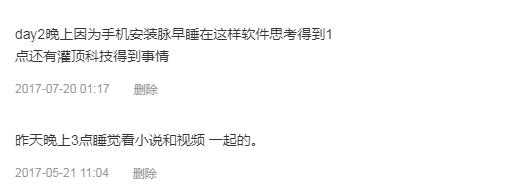 day2晚上因为手机安装脉早睡在这样软件思考得到1
点还有灌顶科技得到事情
2017-07-20 01:17 删除
昨天晚上3点睡觉看小说和视频 一起的。
2017-05-21 11:04 删除